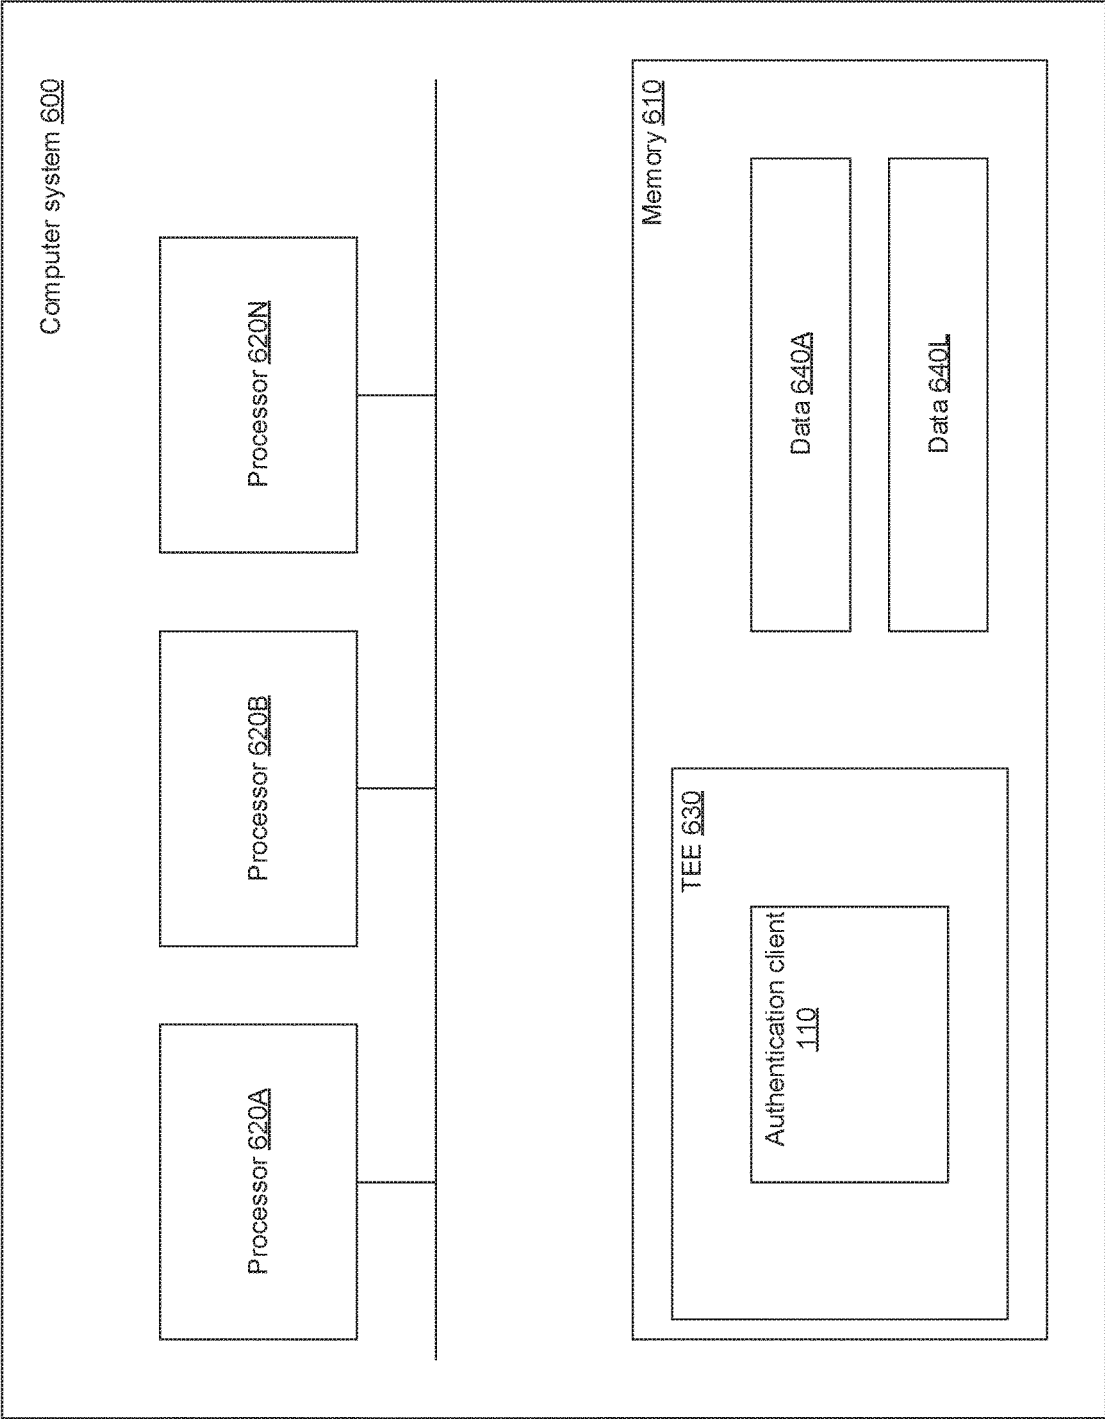 Computer system 600
Processor 620A
Processor 620B
Processor 620N
Memory 610
TEE 630
Authentication client
110
Data 640A
Data 640L